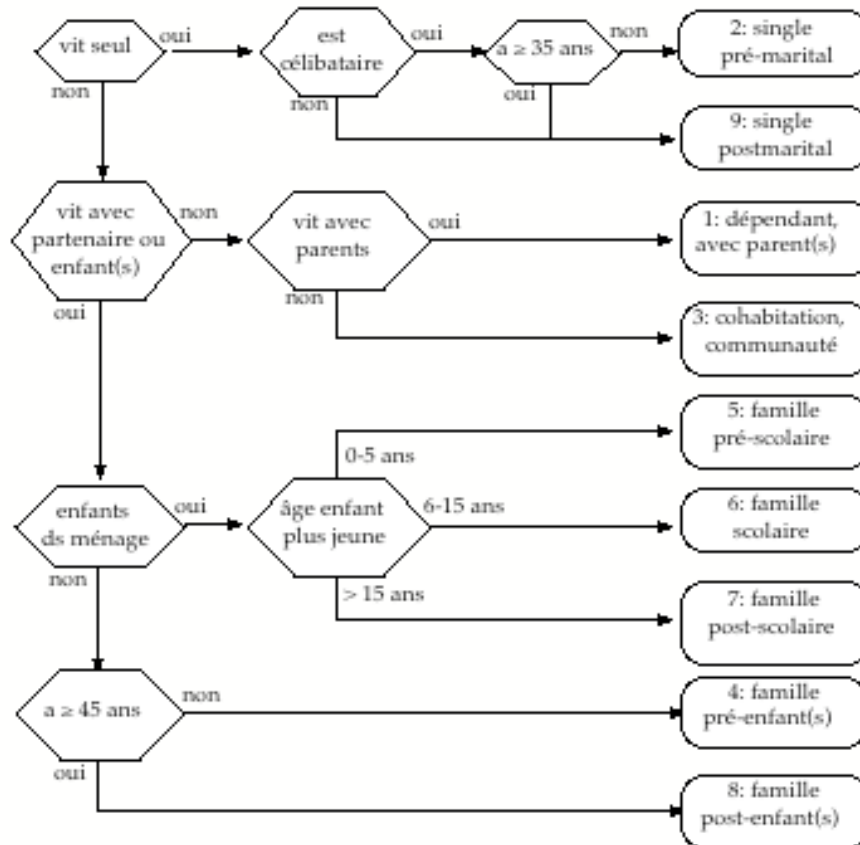 vit seul
oui
non
est
célibataire
oui
non
a ≥ 35 ans
non
oui
2: single
pré-marital
9: single
postmarital
vit avec
partenaire ou
enfant(s)
non
oui
vit avec
parents
oui
non
1: dépendant,
avec parent(s)
3: cohabitation,
communauté
enfants
ds ménage
oui
non
âge enfant
plus jeune
0-5 ans
6-15 ans
> 15 ans
5: famille
pré-scolaire
6: famille
scolaire
7: famille
post-scolaire
a ≥ 45 ans
non
oui
4: famille
pré-enfant(s)
8: famille
post-enfant(s)